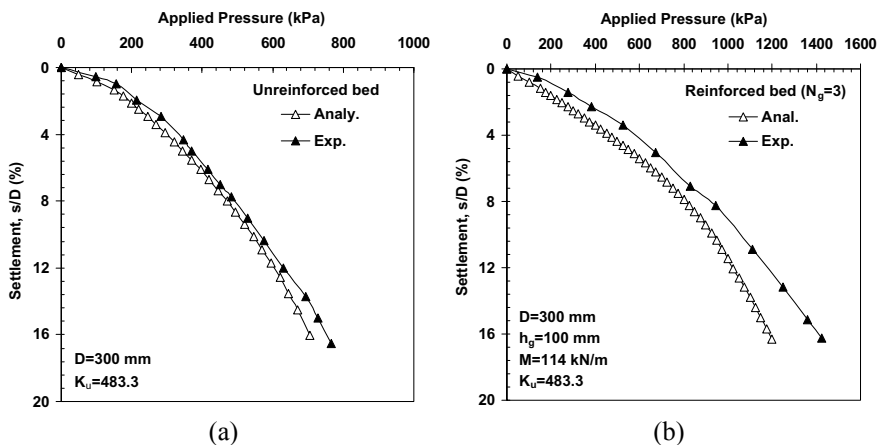 Applied Pressure (kPa)
0 200 400 600 800 1000
0
4
8
12
16
20
Settlement, s/D (%)
Unreinforced bed
Analy.
Exp.
D=300 mm
Kᵤ=483.3
(a)
Applied Pressure (kPa)
0 200 400 600 800 1000 1200 1400 1600
0
4
8
12
16
20
Settlement, s/D (%)
Reinforced bed (N_g=3)
Anal.
Exp.
D=300 mm
h_g=100 mm
M=114 kN/m
Kᵤ=483.3
(b)